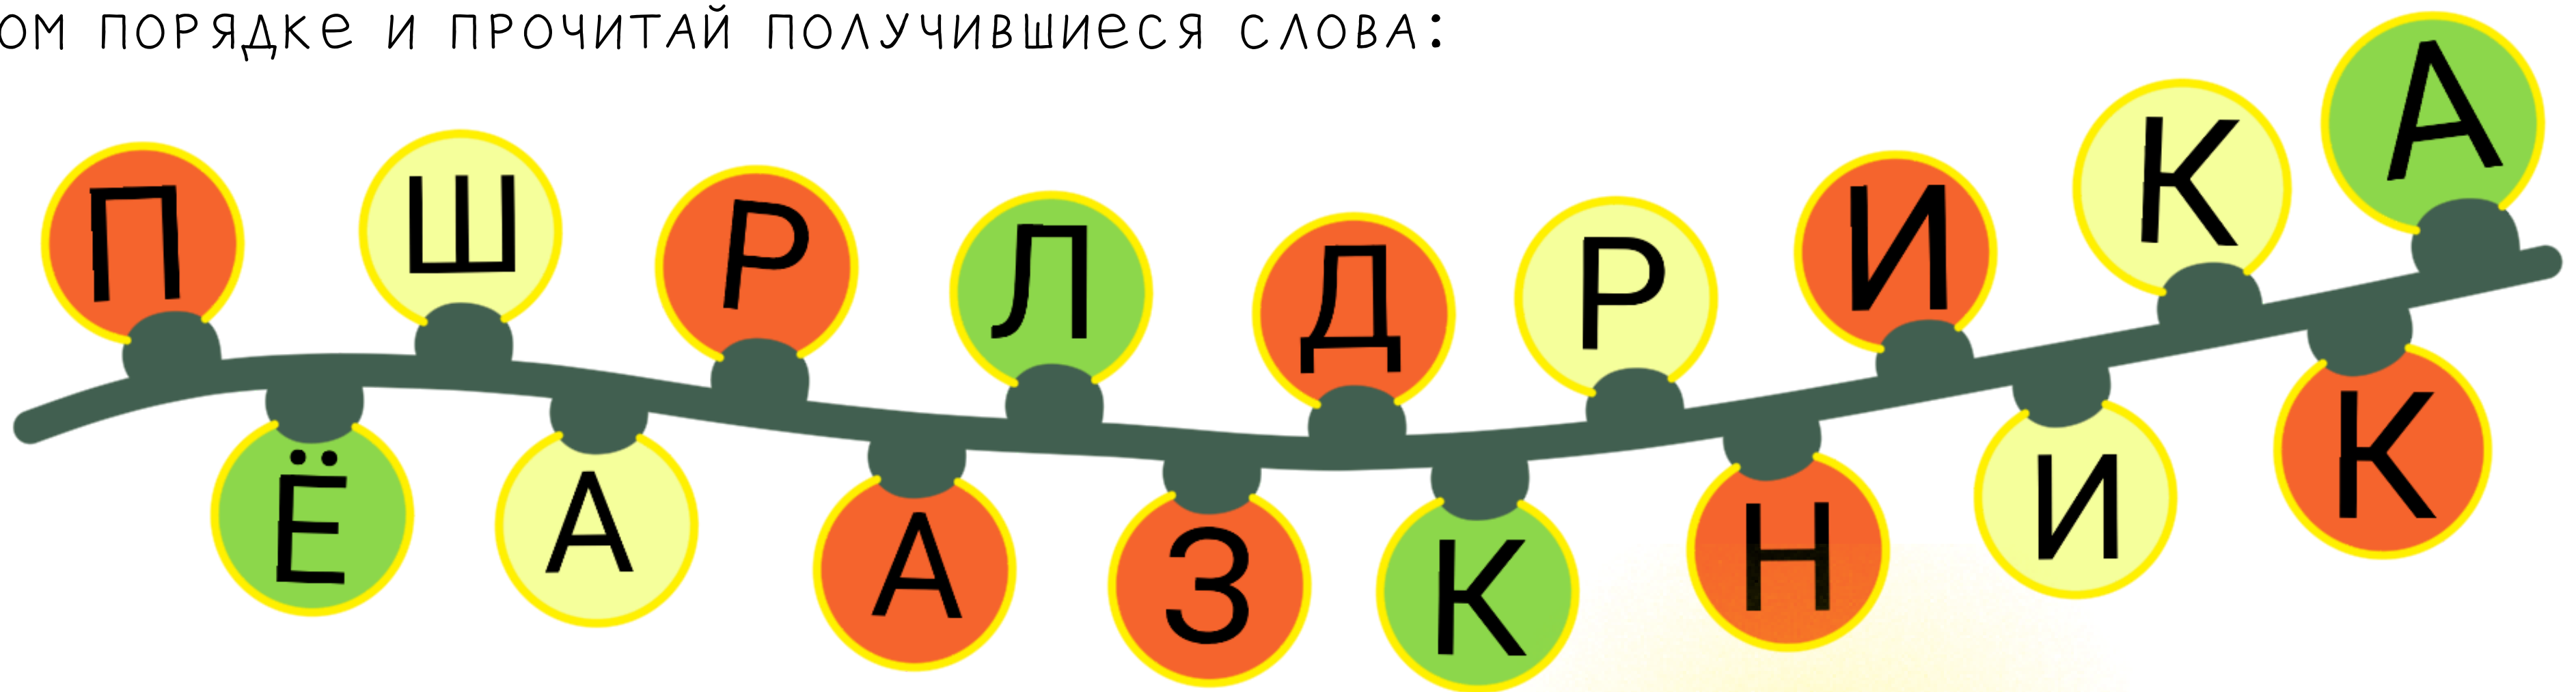 ом порядке и прочитай получившиеся слова:
П Ё Ш А Р А Л З Д К Р Н И И К К А